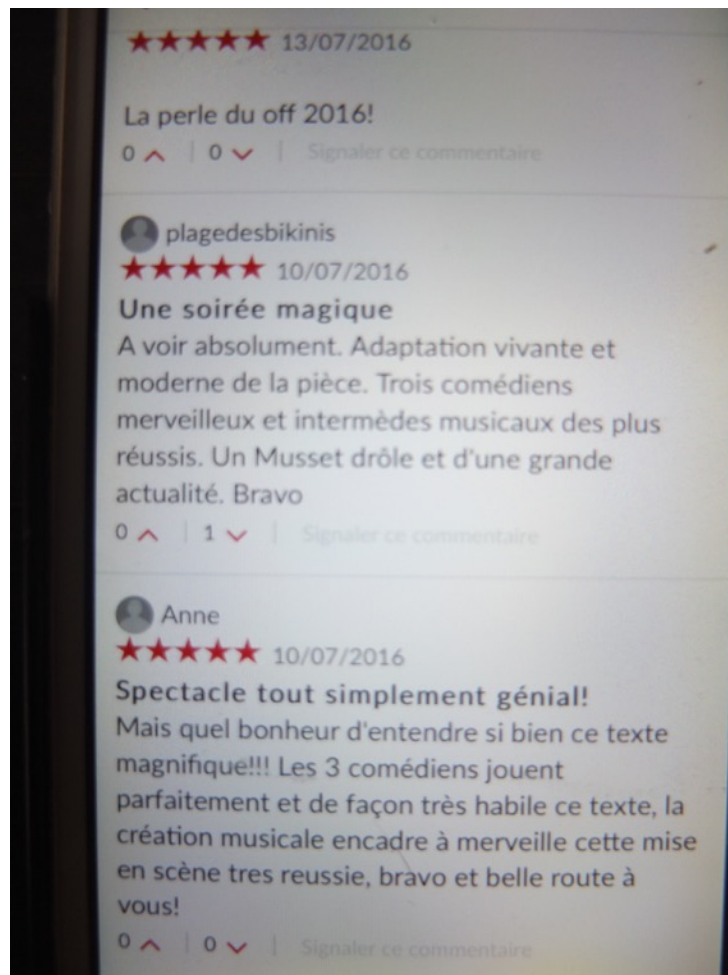 ★★★★★ 13/07/2016
La perle du off 2016!
0 | 0 | Signaler ce commentaire
plagedesbikinis
★★★★★ 10/07/2016
Une soirée magique
A voir absolument. Adaptation vivante et
moderne de la pièce. Trois comédiens
merveilleux et intermèdes musicaux des plus
réussis. Un Musset drôle et d'une grande
actualité. Bravo
0 | 1 | Signaler ce commentaire
Anne
★★★★★ 10/07/2016
Spectacle tout simplement génial!
Mais quel bonheur d'entendre si bien ce texte
magnifique!!! Les 3 comédiens jouent
parfaitement et de façon très habile ce texte, la
création musicale encadre à merveille cette mise
en scène tres reussie, bravo et belle route à
vous!
0 | 0 | Signaler ce commentaire